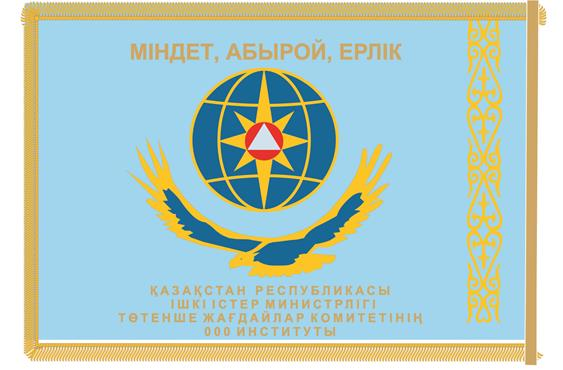 МІНДЕТ, АБЫРОЙ, ЕРЛІК
ҚАЗАҚСТАН РЕСПУБЛИКАСЫ
ІШКІ ІСТЕР МИНИСТРЛІГІ
ТӨТЕНШЕ ЖАҒДАЙЛАР КОМИТЕТІНІҢ
000 ИНСТИТУТЫ